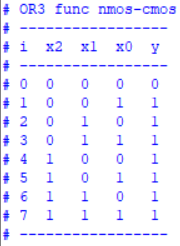 # OR3 func nmos-cmos
# -----------------
# i x2 x1 x0 y
# -----------------
# 0 0 0 0 0
# 1 0 0 1 1
# 2 0 1 0 1
# 3 0 1 1 1
# 4 1 0 0 1
# 5 1 0 1 1
# 6 1 1 0 1
# 7 1 1 1 1
# -----------------